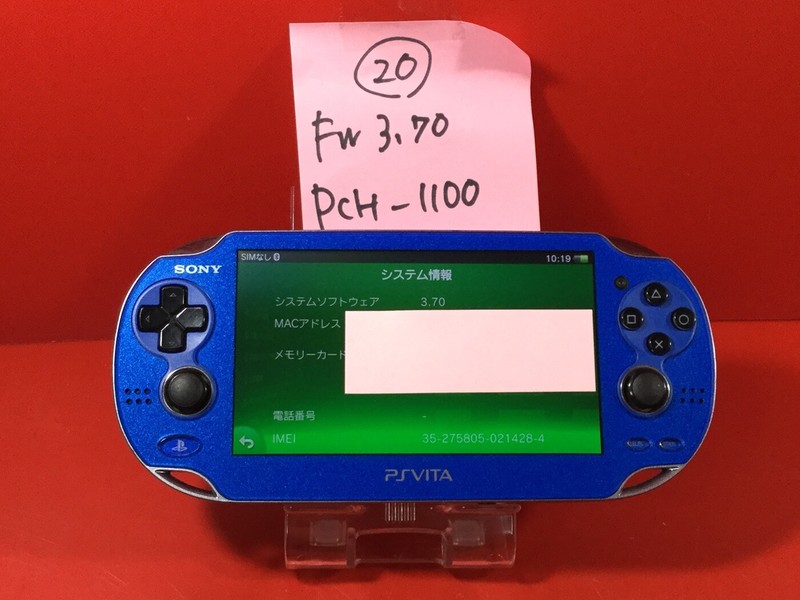 20
FW 3.70
PCH-1100
SONY
SIMなし
10:19
システム情報
システムソフトウェア 3.70
MACアドレス
メモリーカード
電話番号 -
IMEI 35-275805-021428-4
PSVITA